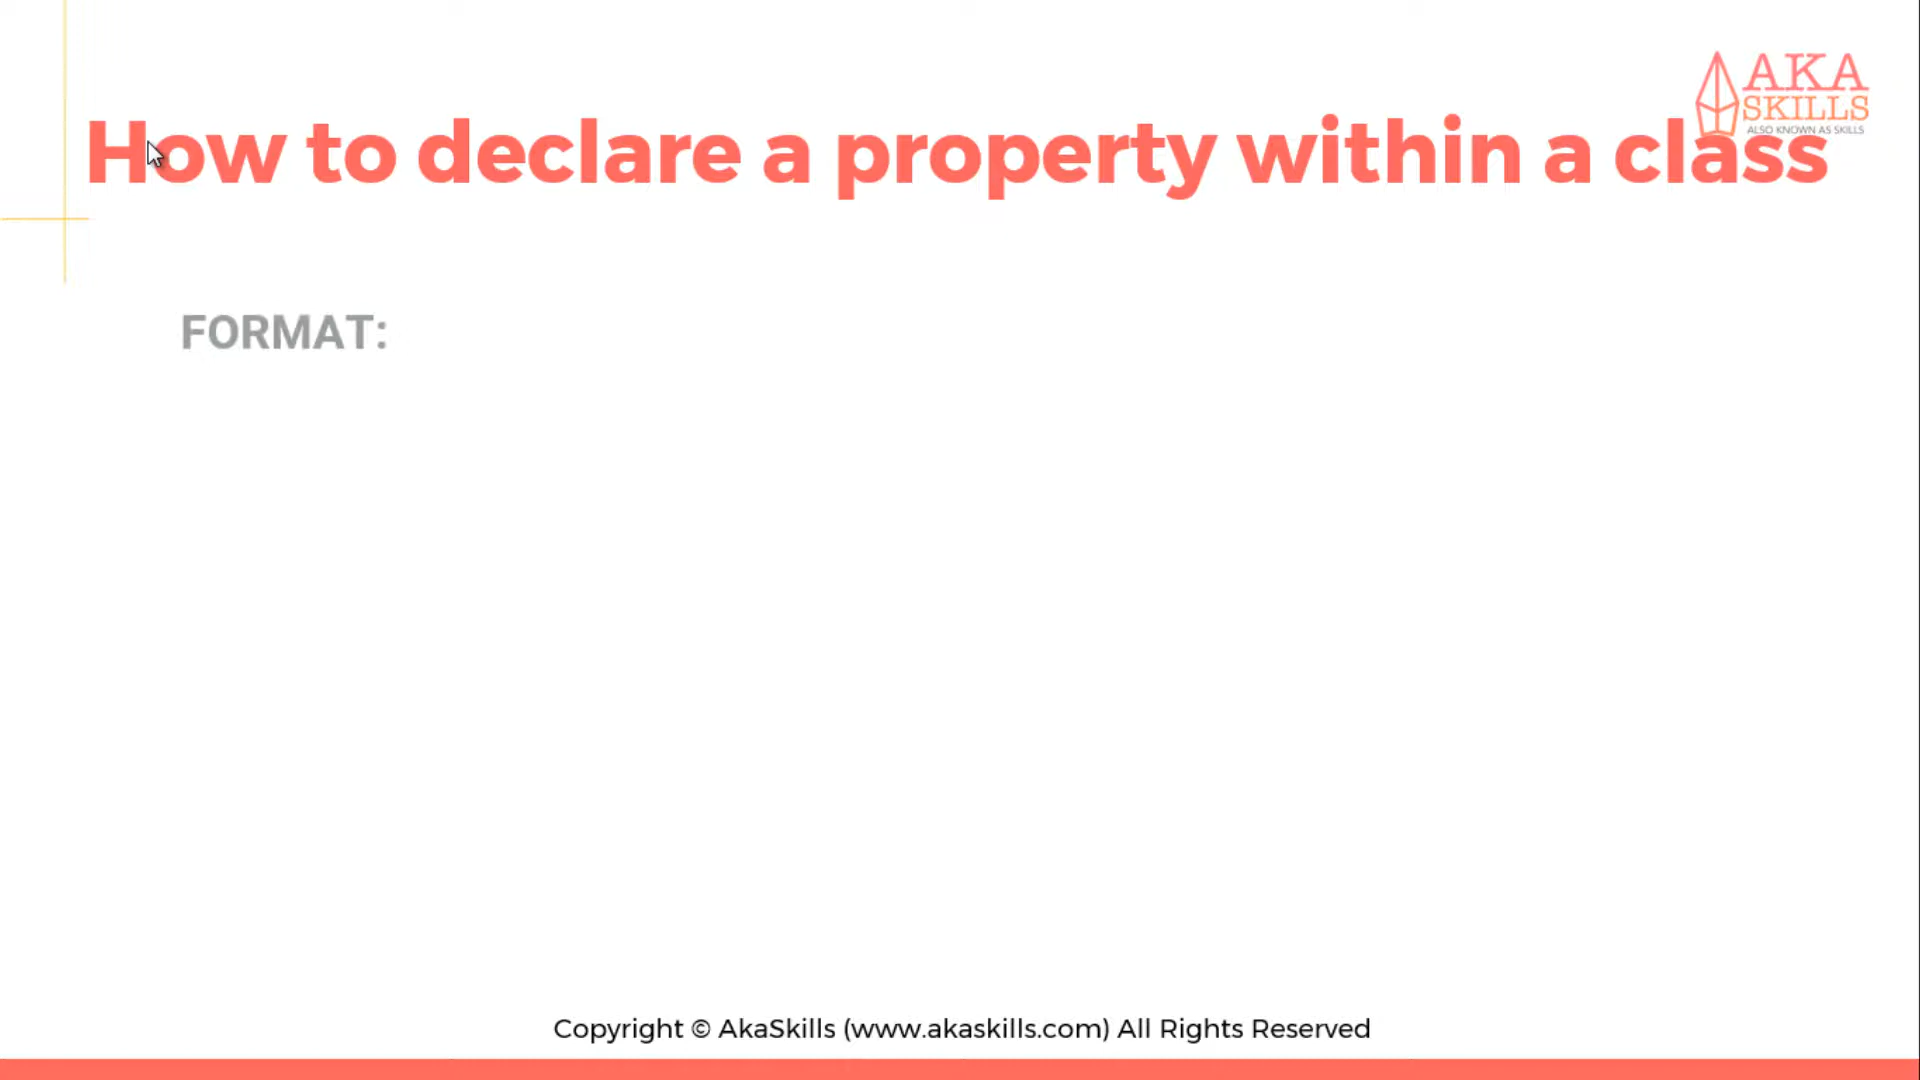 AKA
SKILLS
ALSO KNOWN AS SKILLS
How to declare a property within a class
FORMAT:
Copyright © AkaSkills (www.akaskills.com) All Rights Reserved